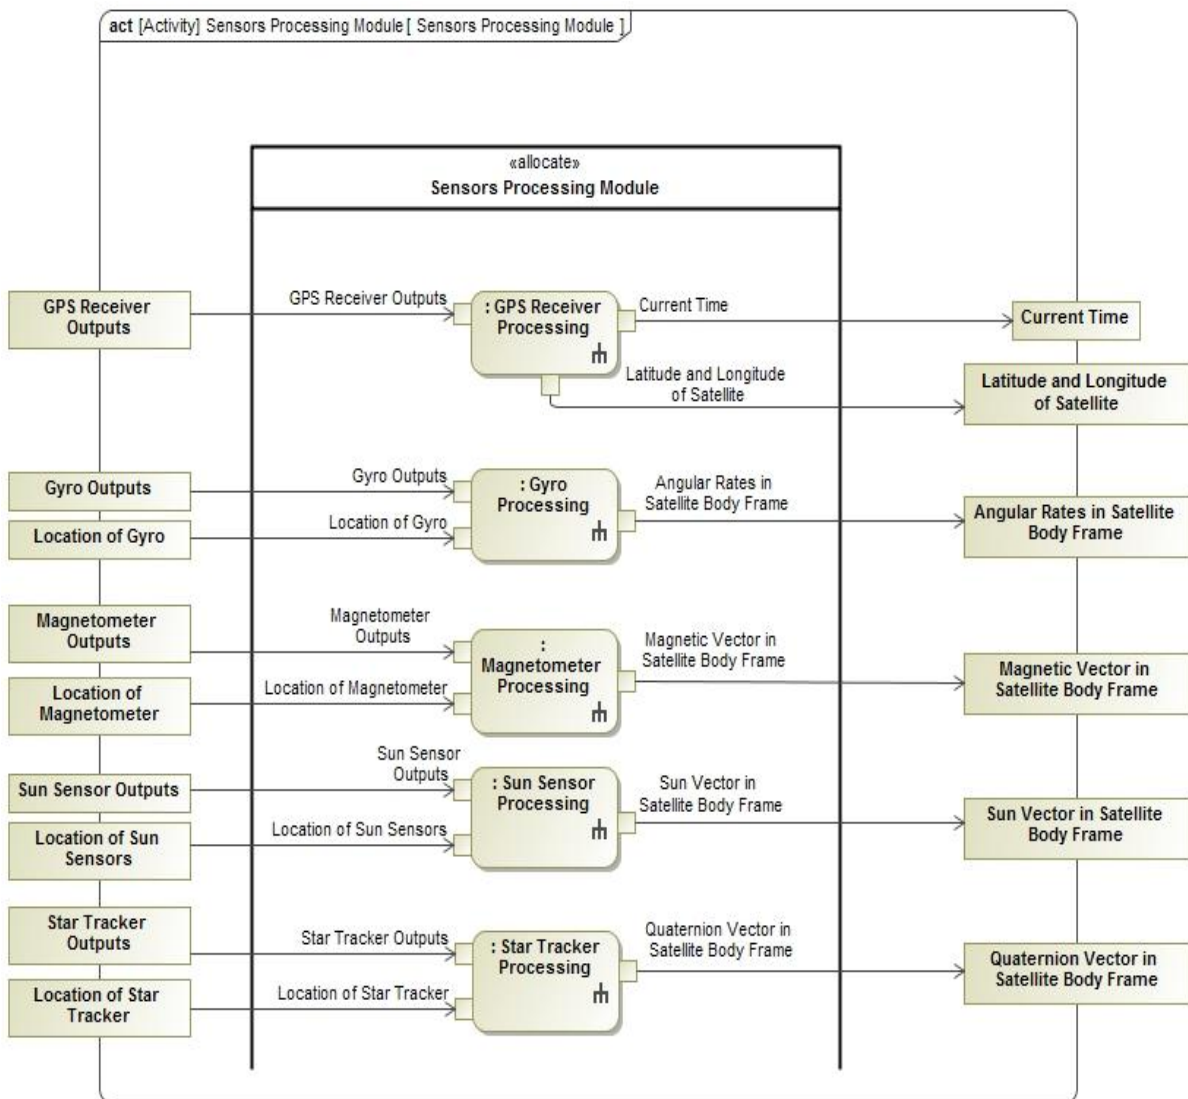 act [Activity] Sensors Processing Module [ Sensors Processing Module ]
«allocate»
Sensors Processing Module
GPS Receiver
Outputs
GPS Receiver Outputs
: GPS Receiver
Processing
Current Time
Current Time
Latitude and Longitude
of Satellite
Latitude and Longitude
of Satellite
Gyro Outputs
Gyro Outputs
Location of Gyro
Location of Gyro
: Gyro
Processing
Angular Rates in
Satellite Body Frame
Angular Rates in Satellite
Body Frame
Magnetometer
Outputs
Magnetometer
Outputs
Location of
Magnetometer
Location of Magnetometer
:
Magnetometer
Processing
Magnetic Vector in
Satellite Body Frame
Magnetic Vector in
Satellite Body Frame
Sun Sensor Outputs
Sun Sensor
Outputs
Location of Sun
Sensors
Location of Sun Sensors
: Sun Sensor
Processing
Sun Vector in
Satellite Body Frame
Sun Vector in Satellite
Body Frame
Star Tracker
Outputs
Star Tracker Outputs
Location of Star
Tracker
Location of Star Tracker
: Star Tracker
Processing
Quaternion Vector in
Satellite Body Frame
Quaternion Vector in
Satellite Body Frame